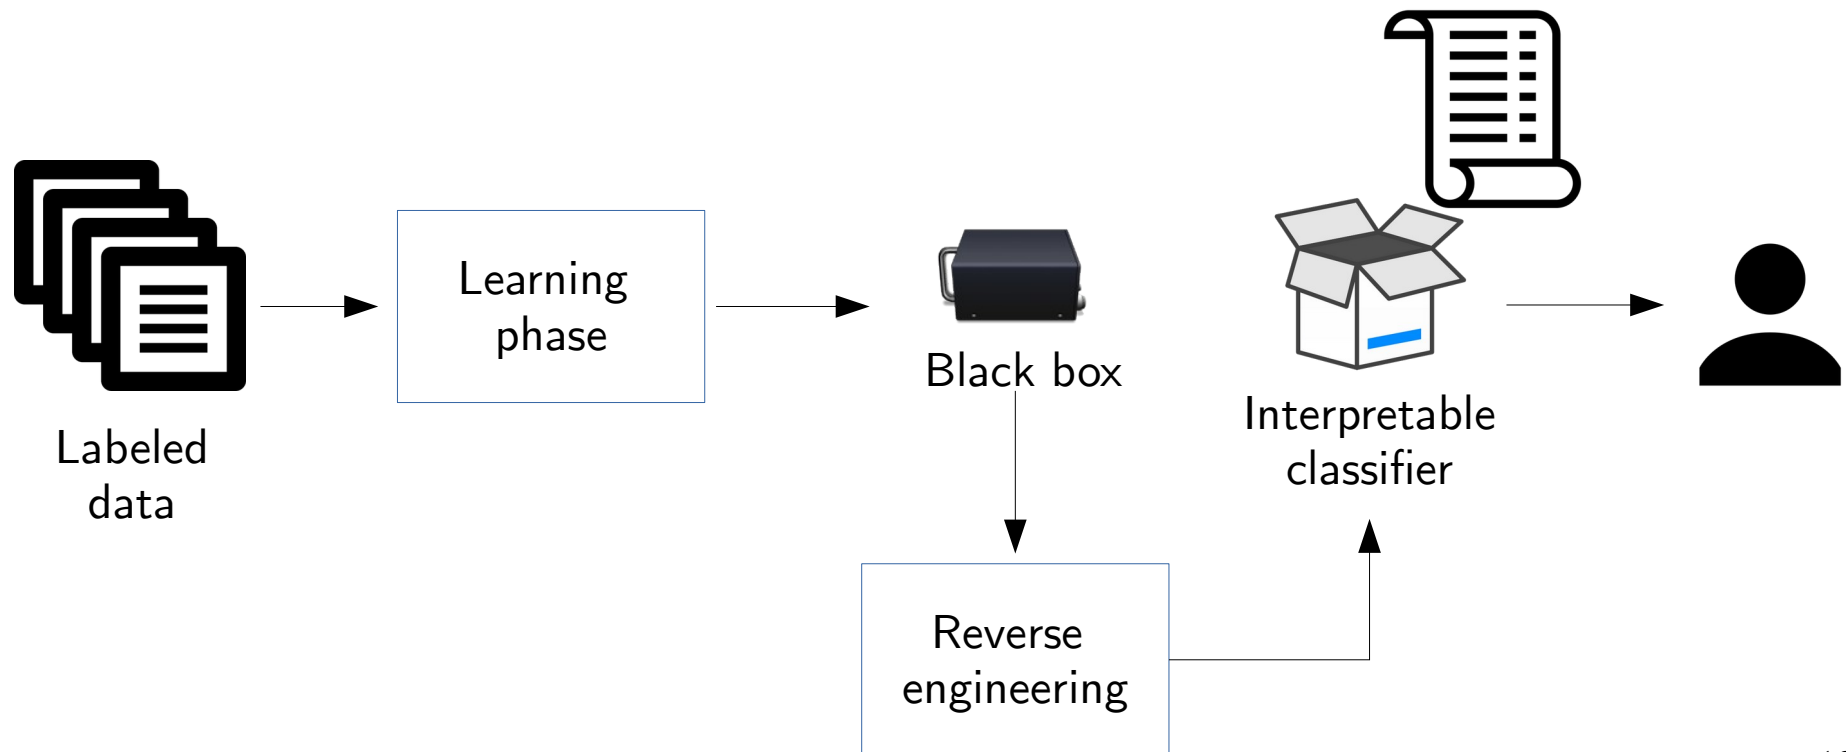 Labeled
data
Learning
phase
Black box
Reverse
engineering
Interpretable
classifier